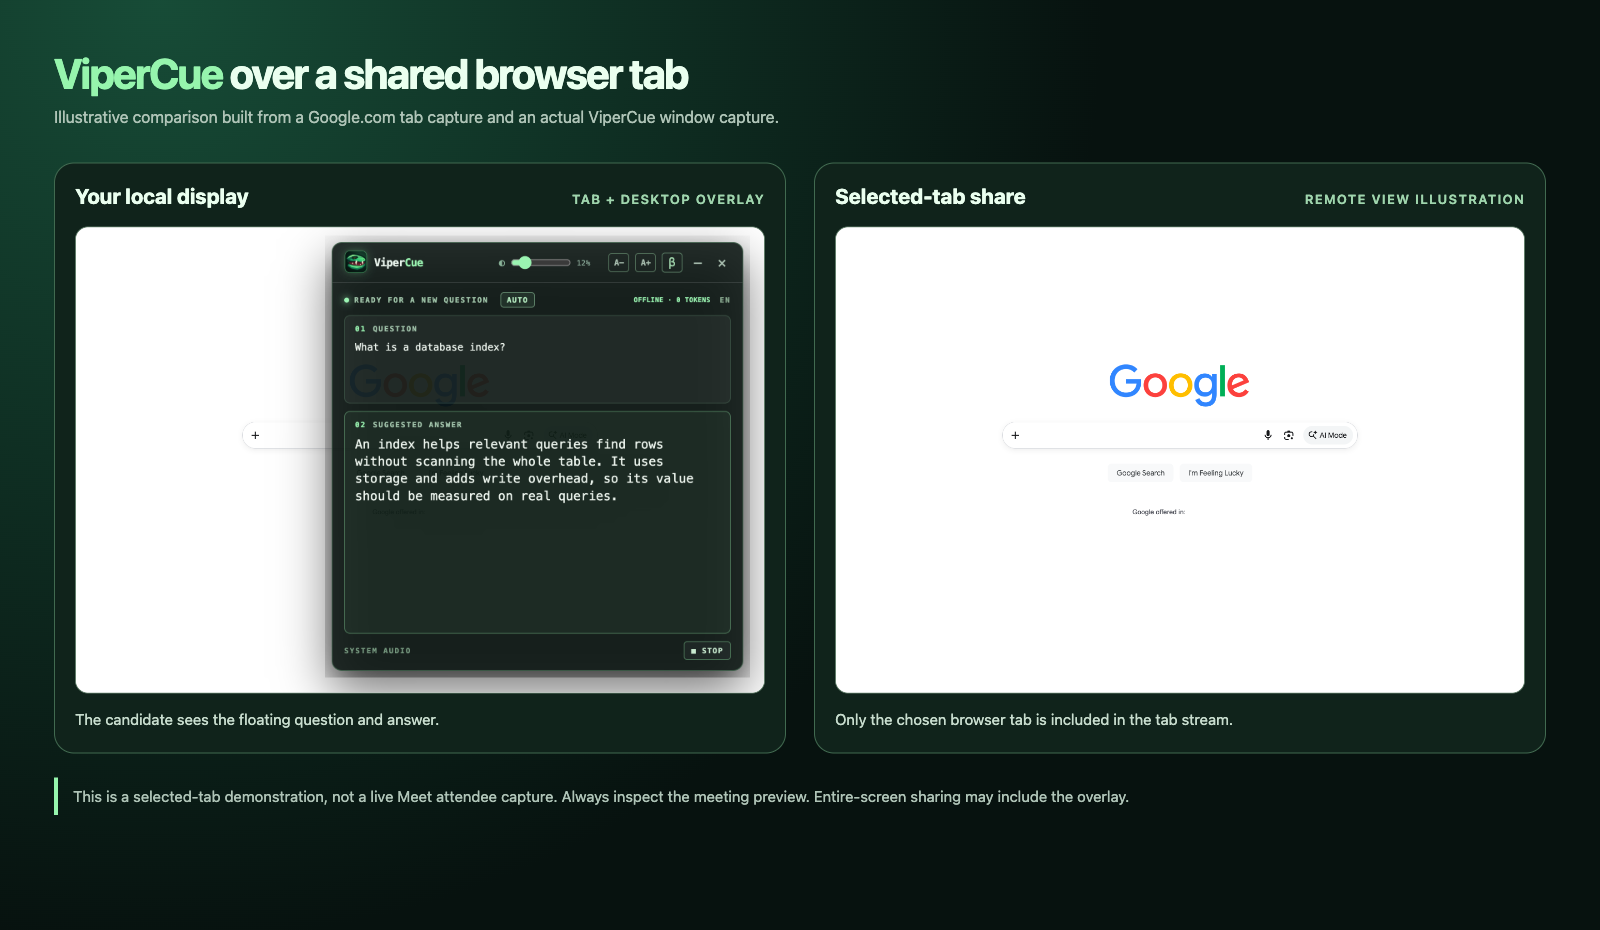 ViperCue over a shared browser tab
Illustrative comparison built from a Google.com tab capture and an actual ViperCue window capture.
Your local display
TAB + DESKTOP OVERLAY
ViperCue
12%
A−
A+
β
READY FOR A NEW QUESTION
AUTO
OFFLINE · 0 TOKENS
EN
01 QUESTION
What is a database index?
Google
02 SUGGESTED ANSWER
An index helps relevant queries find rows
without scanning the whole table. It uses
storage and adds write overhead, so its value
should be measured on real queries.
SYSTEM AUDIO
STOP
The candidate sees the floating question and answer.
Selected-tab share
REMOTE VIEW ILLUSTRATION
Google
AI Mode
Google Search
I'm Feeling Lucky
Google offered in:
Only the chosen browser tab is included in the tab stream.
This is a selected-tab demonstration, not a live Meet attendee capture. Always inspect the meeting preview. Entire-screen sharing may include the overlay.